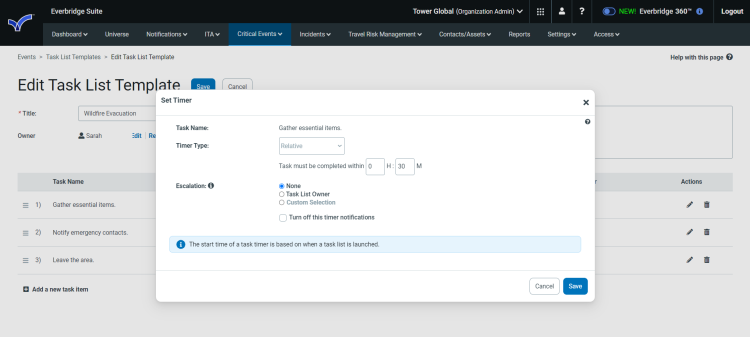 Everbridge Suite
Tower Global (Organization Admin)
?
NEW! Everbridge 360™
Logout
Dashboard
Universe
Notifications
ITA
Critical Events
Incidents
Travel Risk Management
Contacts/Assets
Reports
Settings
Access
Events > Task List Templates > Edit Task List Template
Help with this page ?
Edit Task List Template
Save
Cancel
* Title:
Wildfire Evacuation
Owner
Sarah
Edit
Task Name
Actions
1) Gather essential items.
2) Notify emergency contacts.
3) Leave the area.
Add a new task item
Set Timer
×
?
Task Name:
Gather essential items.
Timer Type:
Relative
Task must be completed within 0 H : 30 M
Escalation:
None
Task List Owner
Custom Selection
Turn off this timer notifications
The start time of a task timer is based on when a task list is launched.
Cancel
Save